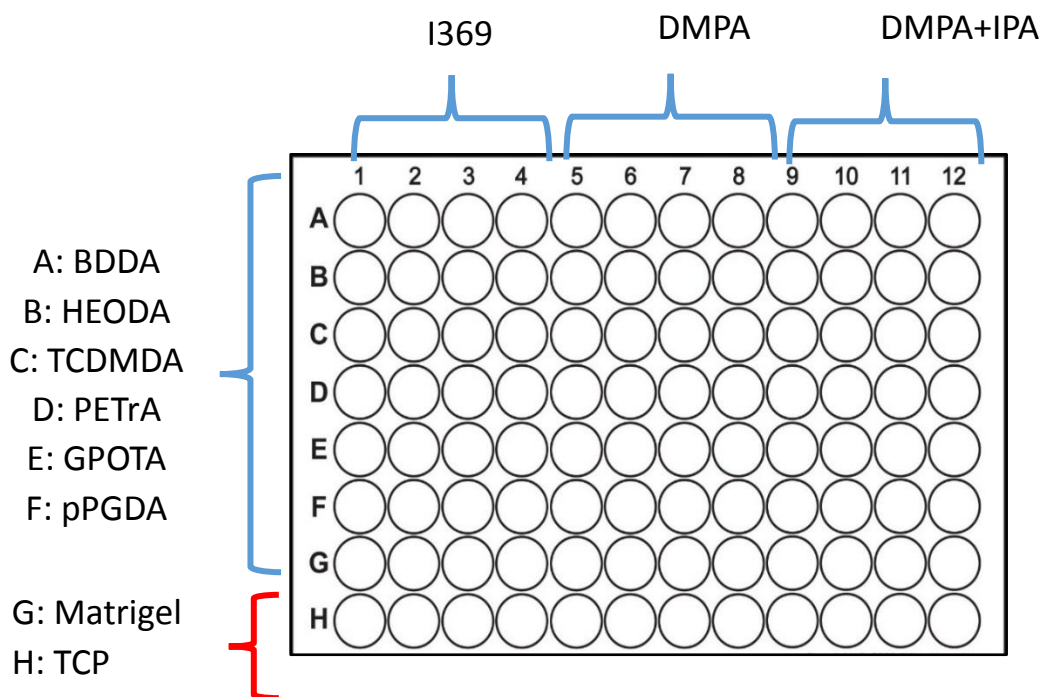 I369 DMPA DMPA+IPA
1 2 3 4 5 6 7 8 9 10 11 12
A
B
C
D
E
F
G
H
A: BDDA
B: HEODA
C: TCDMDA
D: PETrA
E: GPOTA
F: pPGDA
G: Matrigel
H: TCP